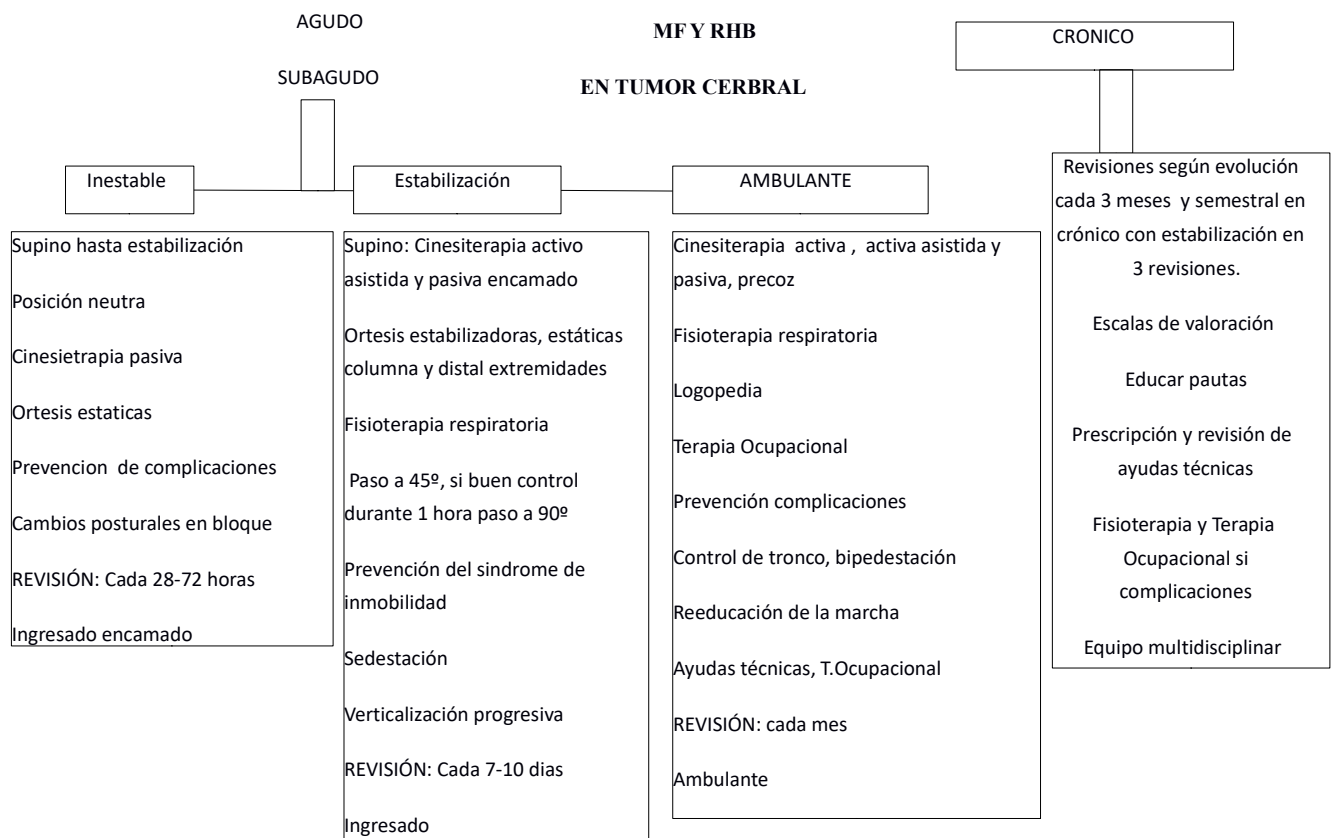 AGUDO
SUBAGUDO
MF Y RHB
EN TUMOR CERBRAL
CRONICO
Inestable
Supino hasta estabilización
Posición neutra
Cinesietrapia pasiva
Ortesis estaticas
Prevencion de complicaciones
Cambios posturales en bloque
REVISIÓN: Cada 28-72 horas
Ingresado encamado
Estabilización
Supino: Cinesiterapia activo
asistida y pasiva encamado
Ortesis estabilizadoras, estáticas
columna y distal extremidades
Fisioterapia respiratoria
Paso a 45º, si buen control
durante 1 hora paso a 90º
Prevención del sindrome de
inmobilidad
Sedestación
Verticalización progresiva
REVISIÓN: Cada 7-10 dias
Ingresado
AMBULANTE
Cinesiterapia activa , activa asistida y
pasiva, precoz
Fisioterapia respiratoria
Logopedia
Terapia Ocupacional
Prevención complicaciones
Control de tronco, bipedestación
Reeducación de la marcha
Ayudas técnicas, T.Ocupacional
REVISIÓN: cada mes
Ambulante
Revisiones según evolución
cada 3 meses y semestral en
crónico con estabilización en
3 revisiones.
Escalas de valoración
Educar pautas
Prescripción y revisión de
ayudas técnicas
Fisioterapia y Terapia
Ocupacional si
complicaciones
Equipo multidisciplinar